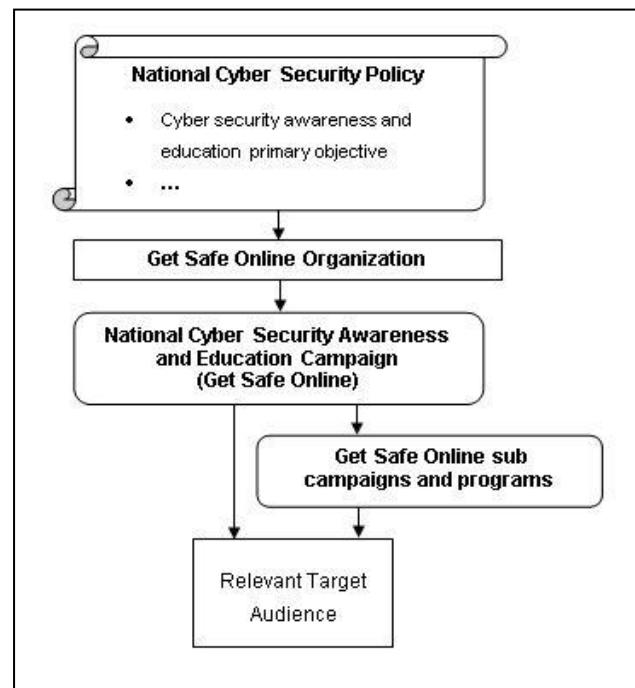 National Cyber Security Policy
• Cyber security awareness and
education primary objective
• ...
Get Safe Online Organization
National Cyber Security Awareness
and Education Campaign
(Get Safe Online)
Get Safe Online sub
campaigns and programs
Relevant Target
Audience